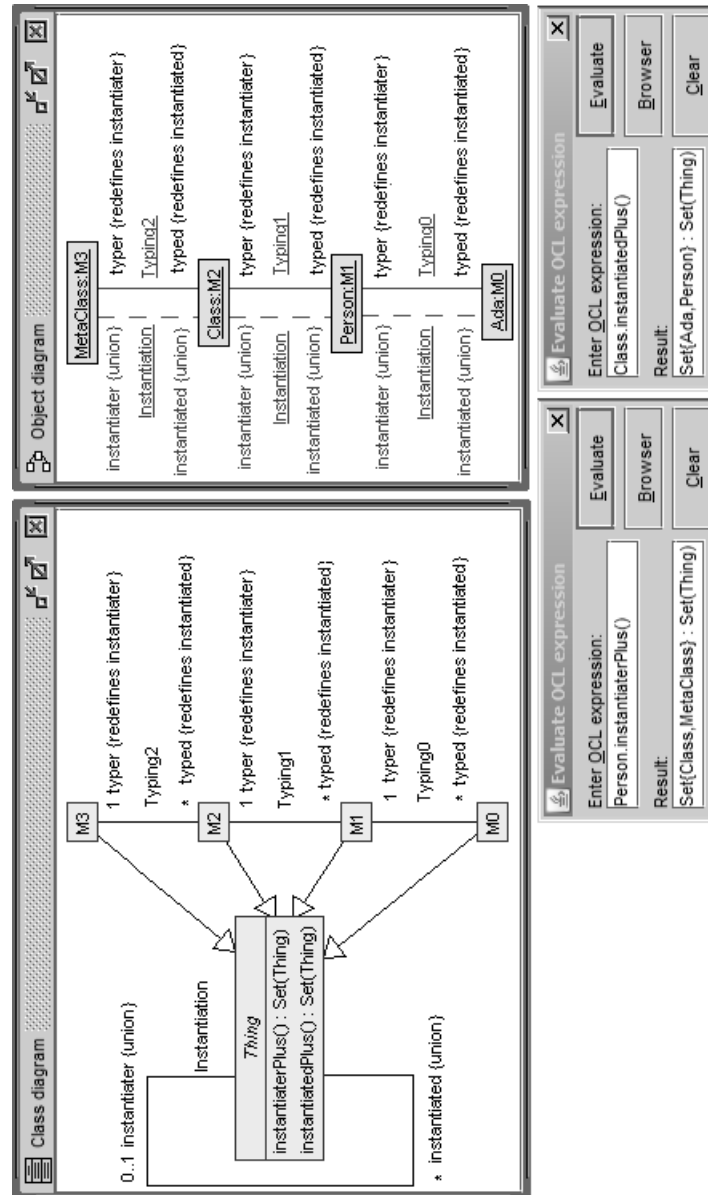 Class diagram
0..1 instantiater {union}
Instantiation
Thing
instantiaterPlus() : Set(Thing)
instantiatedPlus() : Set(Thing)
* instantiated {union}
M3
1 typer {redefines instantiater}
Typing2
* typed {redefines instantiated}
M2
1 typer {redefines instantiater}
Typing1
* typed {redefines instantiated}
M1
1 typer {redefines instantiater}
Typing0
* typed {redefines instantiated}
M0
Object diagram
MetaClass:M3
instantiater {union}
typer {redefines instantiater}
Instantiation
Typing2
instantiated {union}
typed {redefines instantiated}
Class:M2
instantiater {union}
typer {redefines instantiater}
Instantiation
Typing1
instantiated {union}
typed {redefines instantiated}
Person:M1
instantiater {union}
typer {redefines instantiater}
Instantiation
Typing0
instantiated {union}
typed {redefines instantiated}
Ada:M0
Evaluate OCL expression
Enter OCL expression:
Person.instantiaterPlus()
Result:
Set{Class,MetaClass} : Set(Thing)
Evaluate
Browser
Clear
Evaluate OCL expression
Enter OCL expression:
Class.instantiatedPlus()
Result:
Set{Ada,Person} : Set(Thing)
Evaluate
Browser
Clear